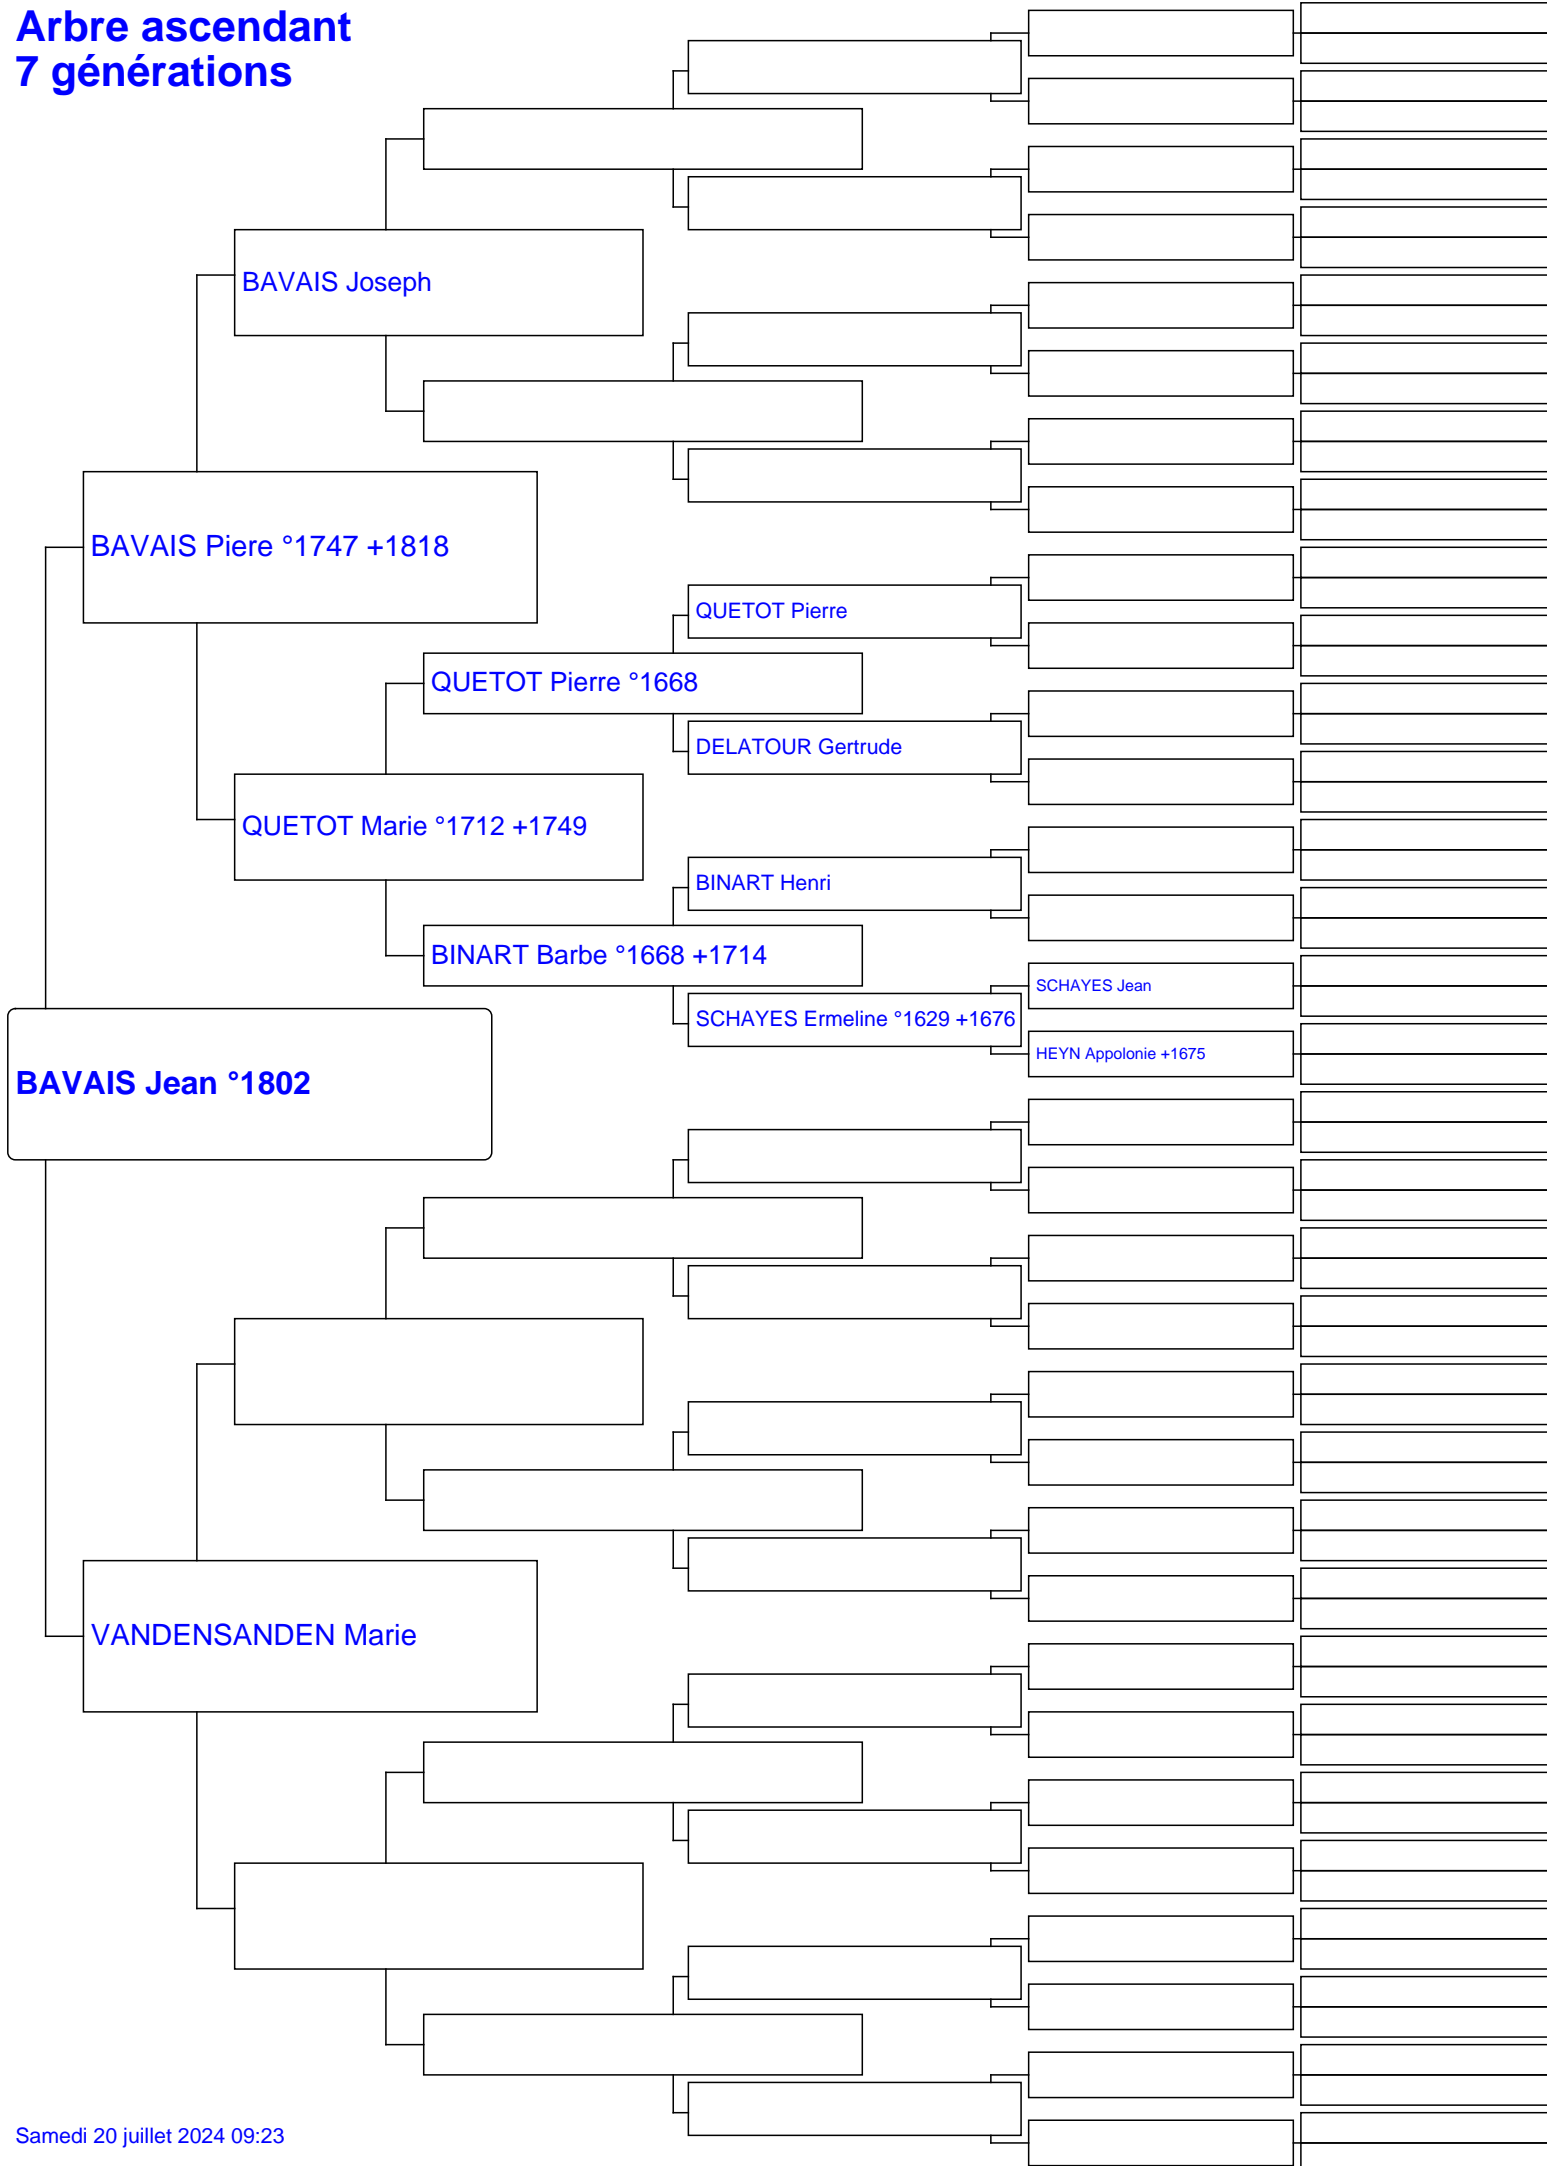 Arbre ascendant
7 générations
BAVAIS Joseph
BAVAIS Piere °1747 +1818
QUETOT Pierre
QUETOT Pierre °1668
DELATOUR Gertrude
QUETOT Marie °1712 +1749
BINART Henri
BINART Barbe °1668 +1714
SCHAYES Jean
SCHAYES Ermeline °1629 +1676
HEYN Appolonie +1675
BAVAIS Jean °1802
VANDENSANDEN Marie
Samedi 20 juillet 2024 09:23